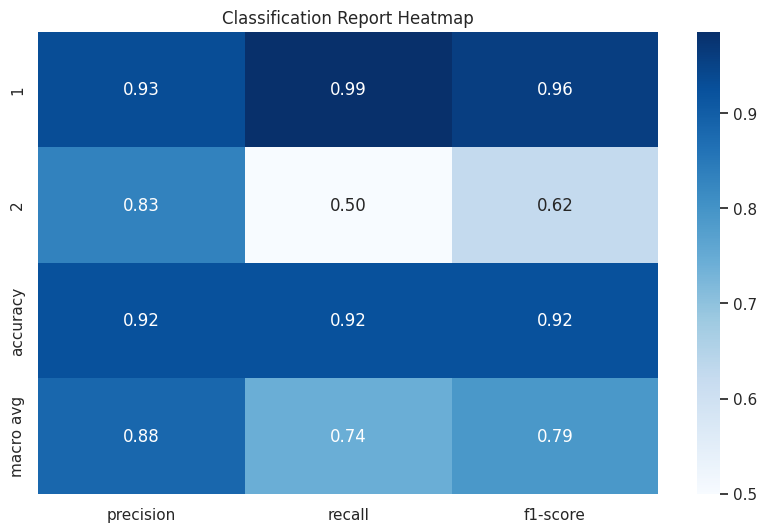 Classification Report Heatmap
1 0.93 0.99 0.96
2 0.83 0.50 0.62
accuracy 0.92 0.92 0.92
macro avg 0.88 0.74 0.79
precision recall f1-score
0.9
0.8
0.7
0.6
0.5